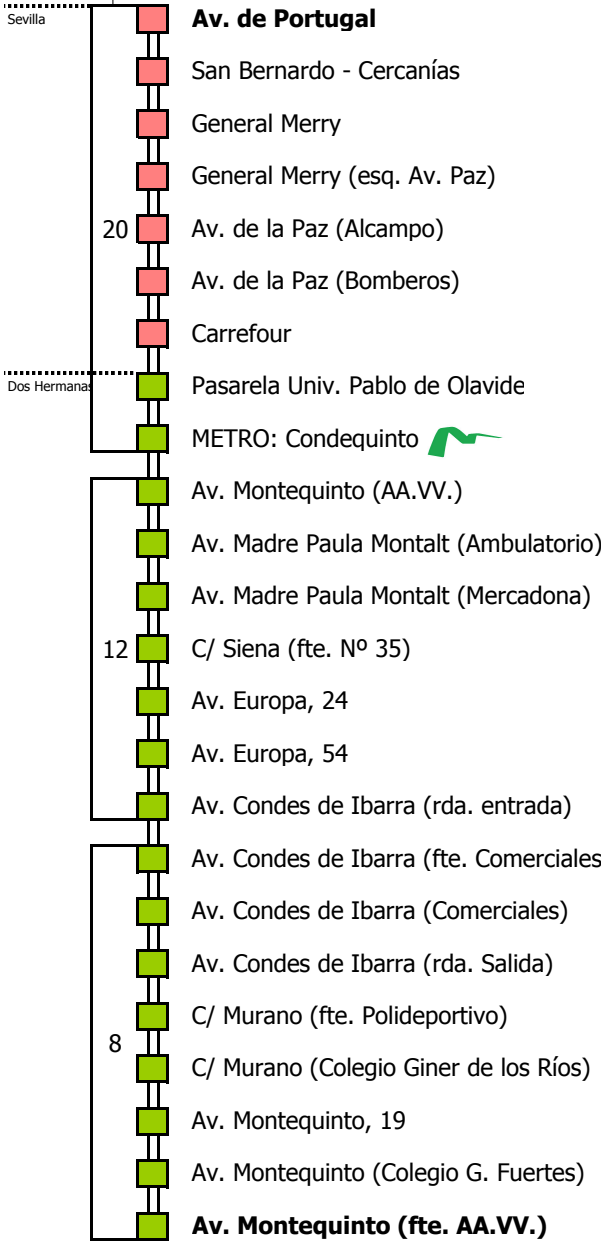 Sevilla
Av. de Portugal
San Bernardo - Cercanías
General Merry
General Merry (esq. Av. Paz)
20
Av. de la Paz (Alcampo)
Av. de la Paz (Bomberos)
Carrefour
Dos Hermanas
Pasarela Univ. Pablo de Olavide
METRO: Condequinto
Av. Montequinto (AA.VV.)
Av. Madre Paula Montalt (Ambulatorio)
Av. Madre Paula Montalt (Mercadona)
12
C/ Siena (fte. Nº 35)
Av. Europa, 24
Av. Europa, 54
Av. Condes de Ibarra (rda. entrada)
Av. Condes de Ibarra (fte. Comerciales
Av. Condes de Ibarra (Comerciales)
Av. Condes de Ibarra (rda. Salida)
C/ Murano (fte. Polideportivo)
8
C/ Murano (Colegio Giner de los Ríos)
Av. Montequinto, 19
Av. Montequinto (Colegio G. Fuertes)
Av. Montequinto (fte. AA.VV.)